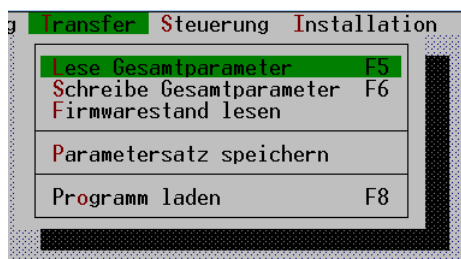 g Transfer Steuerung Installation
Lese Gesamtparameter F5
Schreibe Gesamtparameter F6
Firmwarestand lesen
Parametersatz speichern
Programm laden F8